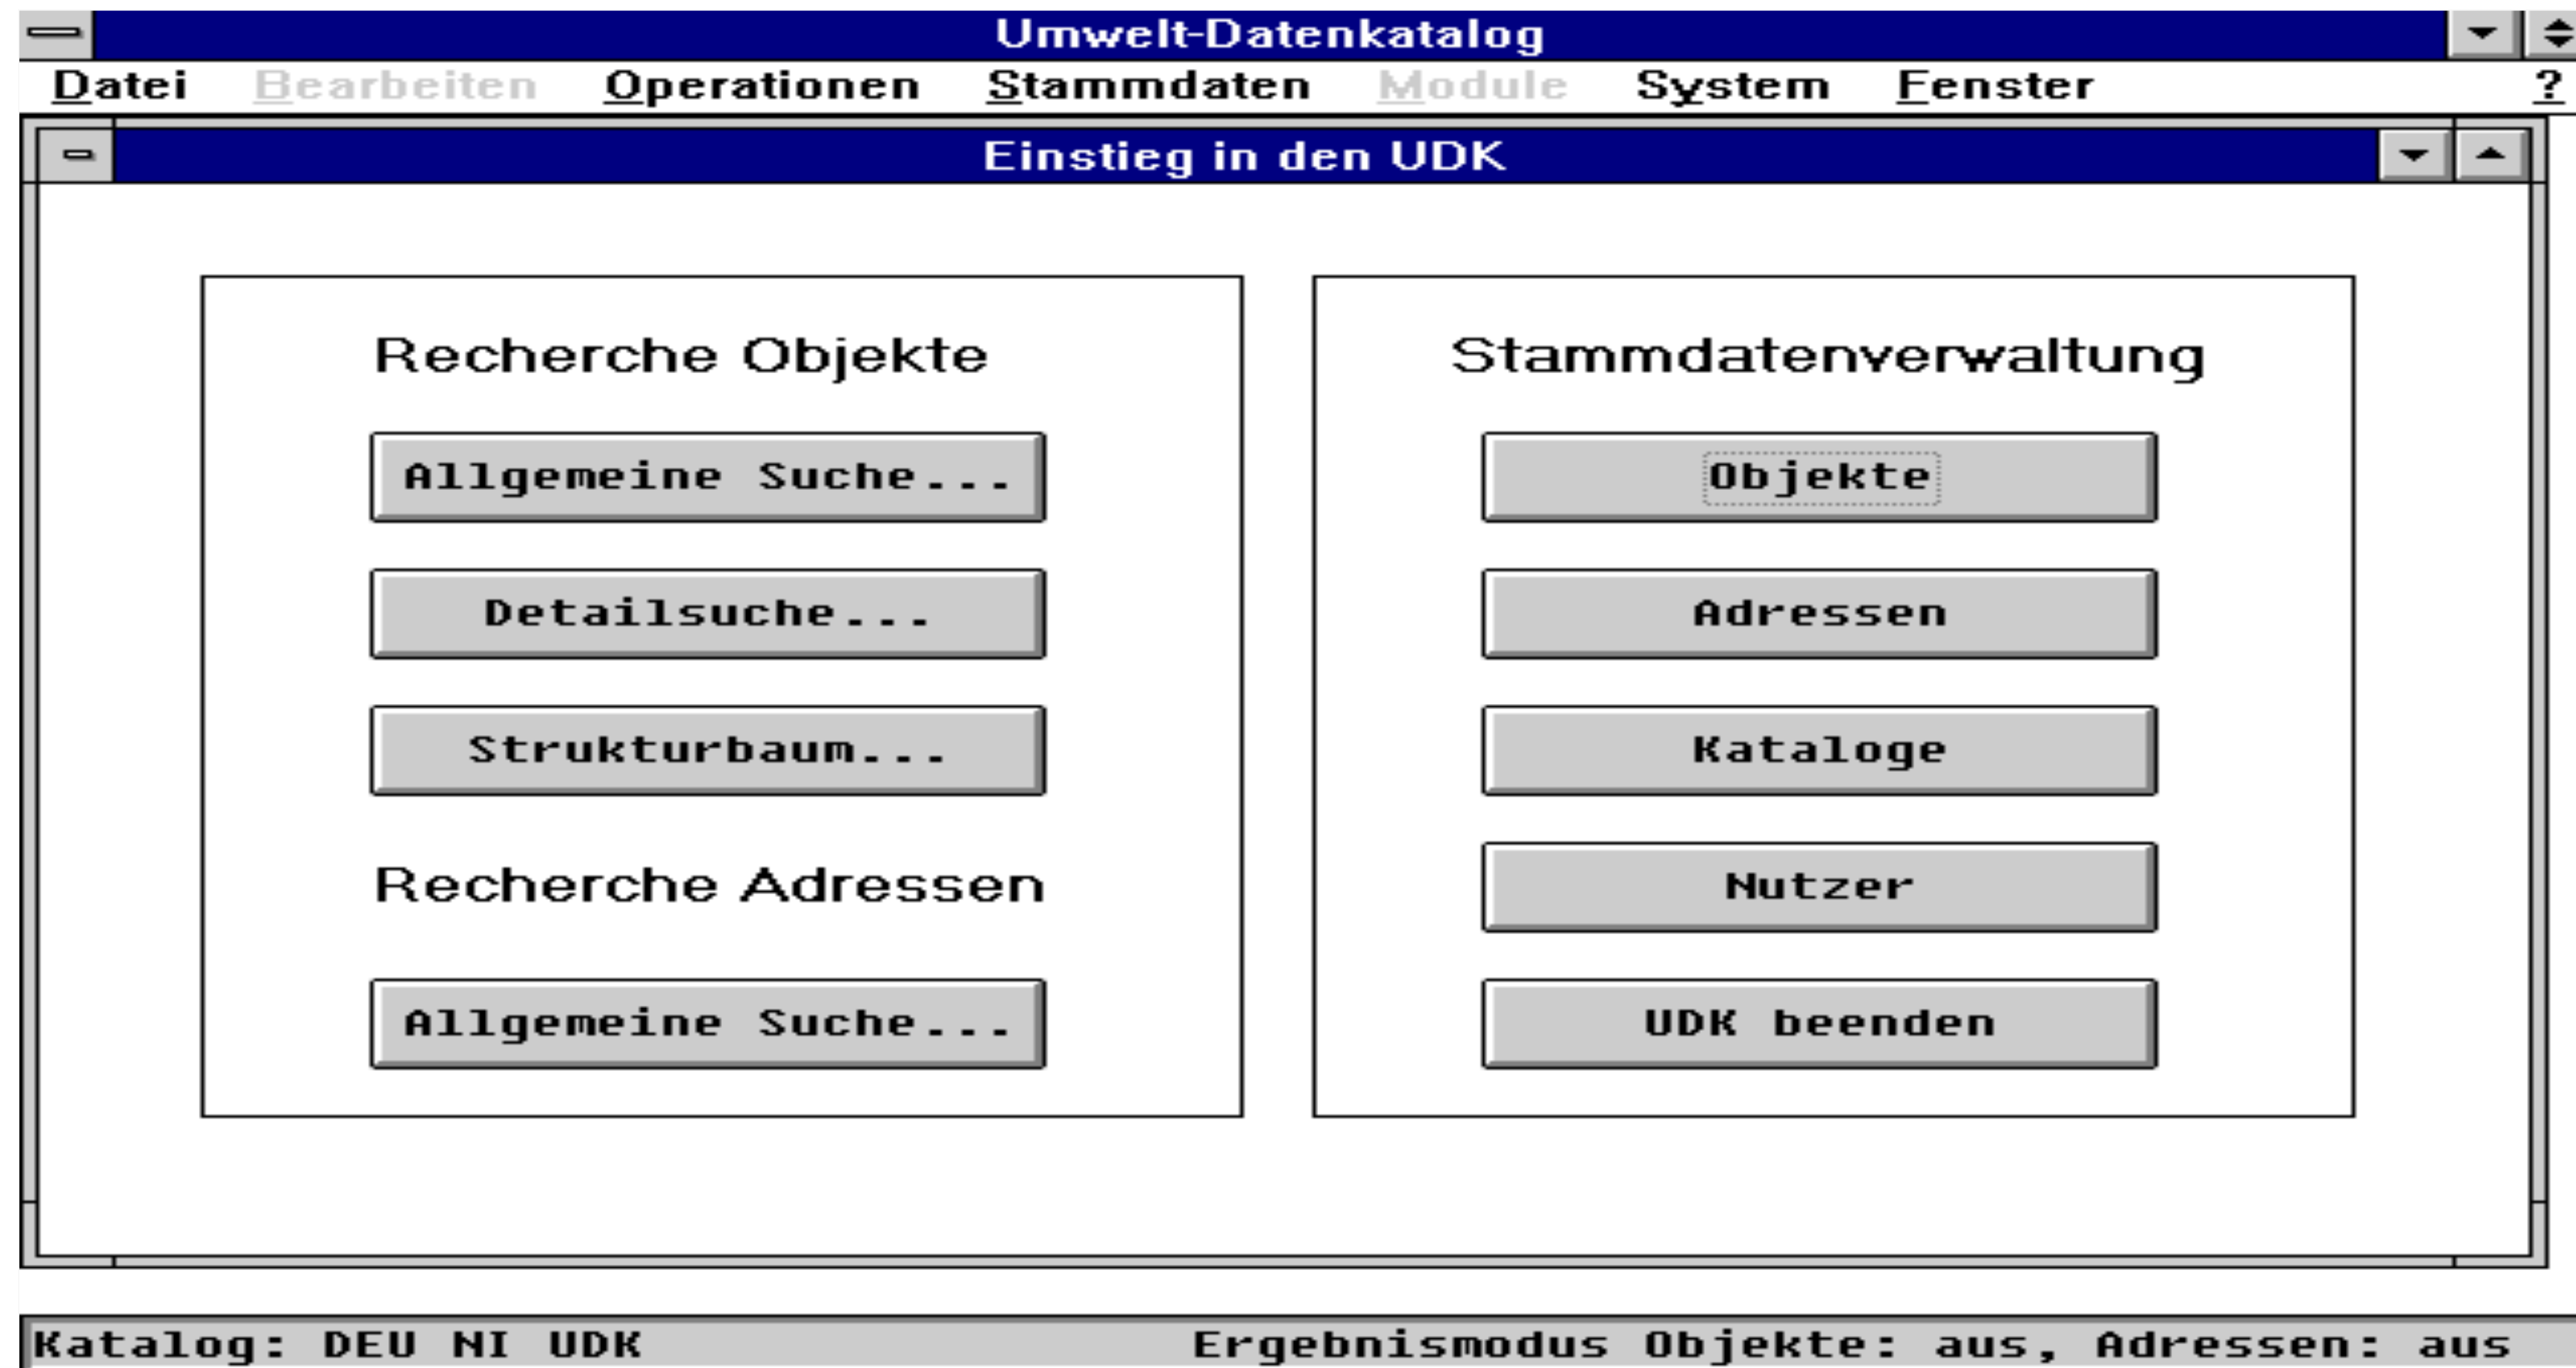 Umwelt-Datenkatalog
Datei Bearbeiten Operationen Stammdaten Module System Fenster ?
Einstieg in den UDK
Recherche Objekte
Allgemeine Suche...
Detailsuche...
Strukturbaum...
Recherche Adressen
Allgemeine Suche...
Stammdatenverwaltung
Objekte
Adressen
Kataloge
Nutzer
UDK beenden
Katalog: DEU NI UDK Ergebnismodus Objekte: aus, Adressen: aus